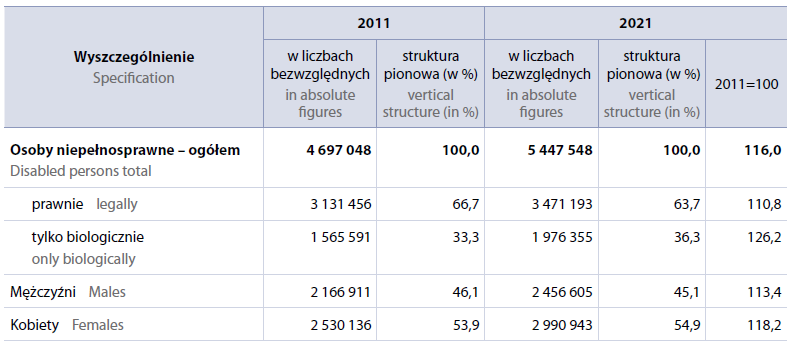 Wyszczególnienie
Specification
2011
2021
w liczbach
bezwzględnych
in absolute
figures
struktura
pionowa (w %)
vertical
structure (in %)
w liczbach
bezwzględnych
in absolute
figures
struktura
pionowa (w %)
vertical
structure (in %)
2011=100
Osoby niepełnosprawne – ogółem 4 697 048 100,0 5 447 548 100,0 116,0
Disabled persons total
prawnie legally 3 131 456 66,7 3 471 193 63,7 110,8
tylko biologicznie 1 565 591 33,3 1 976 355 36,3 126,2
only biologically
Mężczyźni Males 2 166 911 46,1 2 456 605 45,1 113,4
Kobiety Females 2 530 136 53,9 2 990 943 54,9 118,2